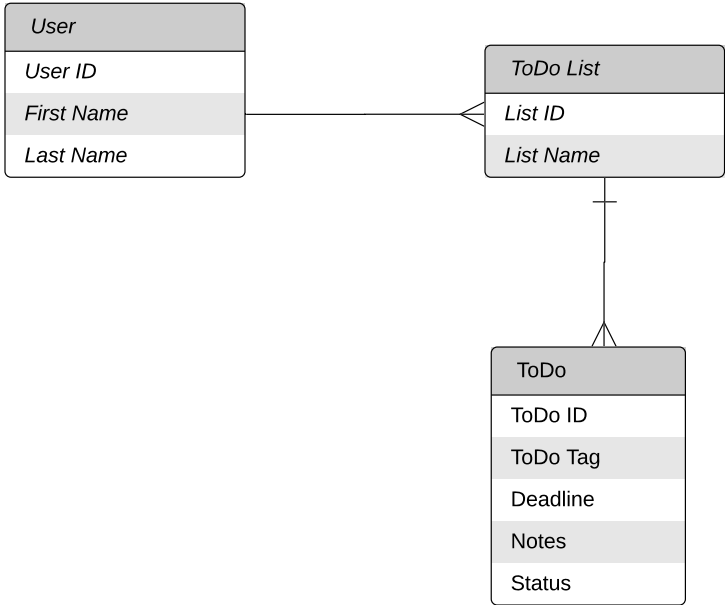 User
User ID
First Name
Last Name
ToDo List
List ID
List Name
ToDo
ToDo ID
ToDo Tag
Deadline
Notes
Status